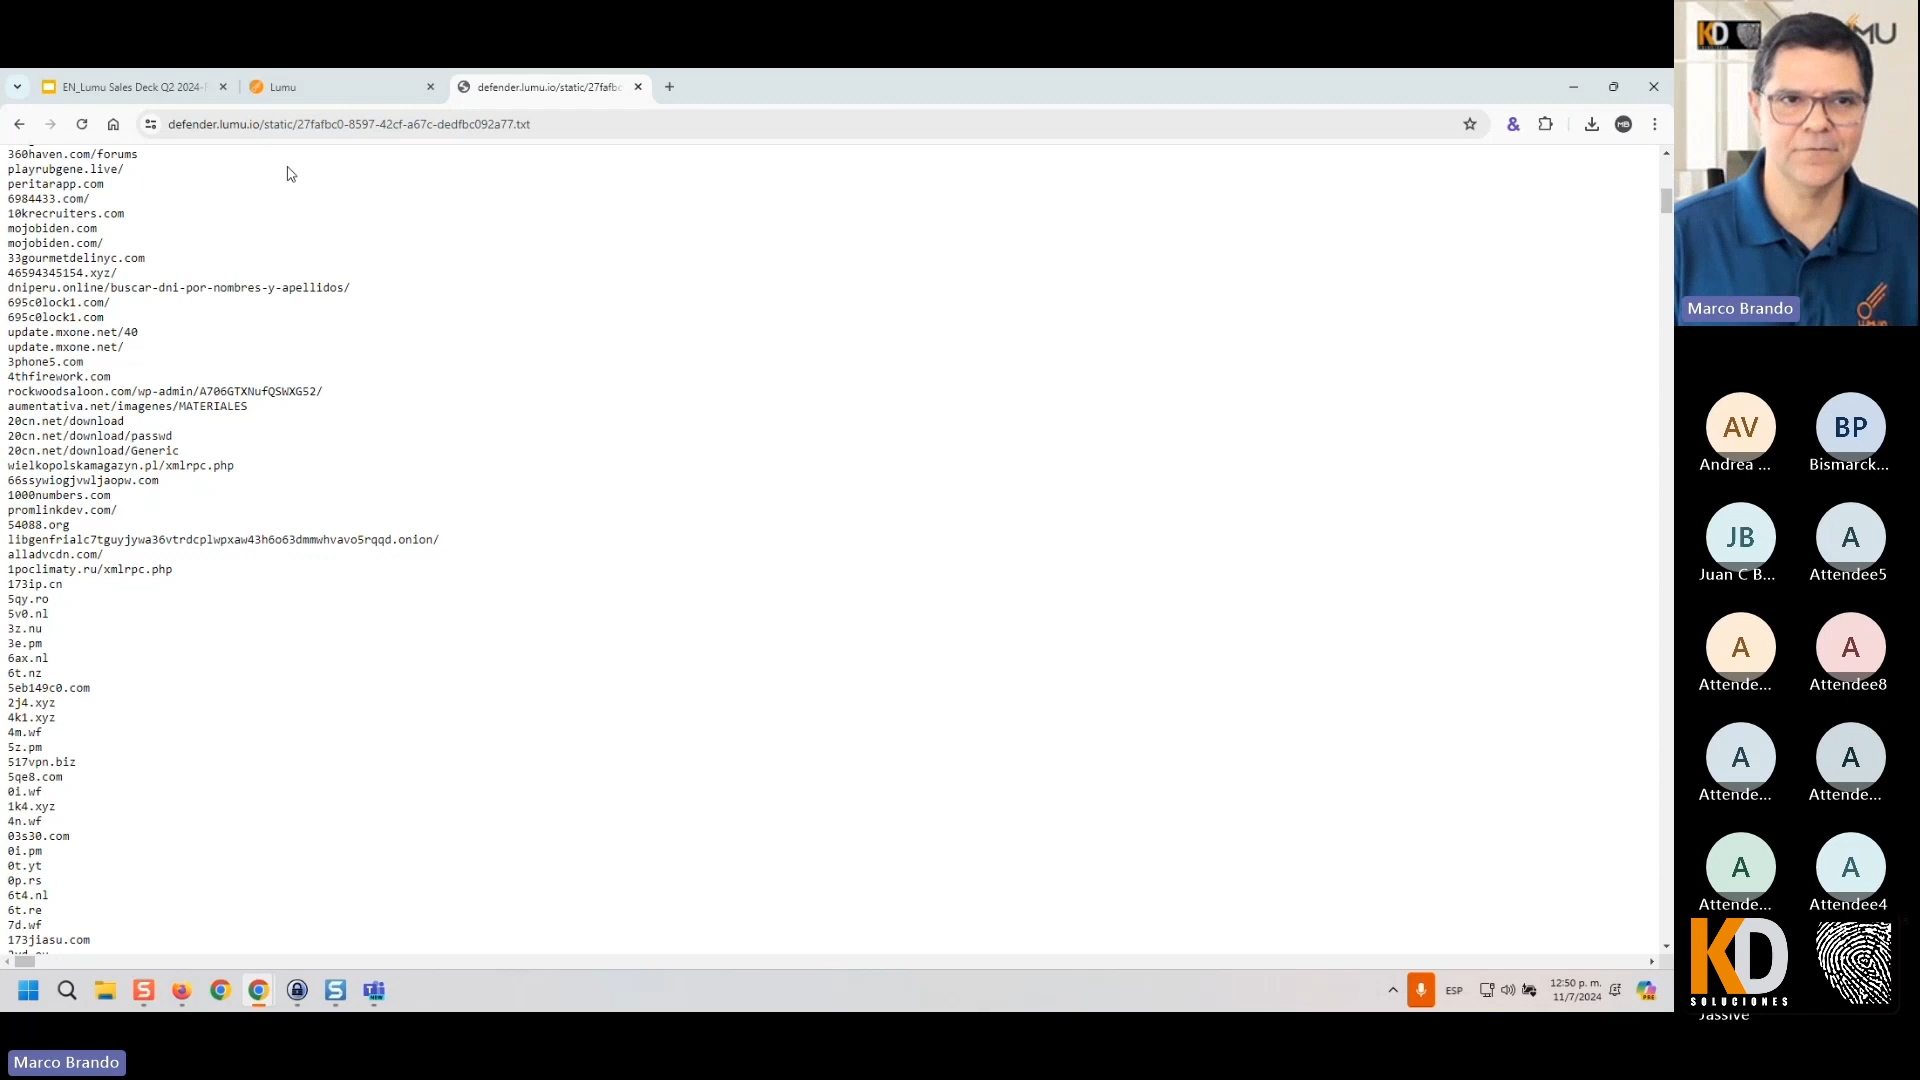 EN_Lumu Sales Deck Q2 2024-
Lumu
defender.lumu.io/static/27fafbc
defender.lumu.io/static/27fafbc0-8597-42cf-a67c-dedfbc092a77.txt
MB
360haven.com/forums
playrubgene.live/
peritarapp.com
6984433.com/
10krecruiters.com
mojobiden.com
mojobiden.com/
33gourmetdelinyc.com
46594345154.xyz/
dniperu.online/buscar-dni-por-nombres-y-apellidos/
695c0lock1.com/
695c0lock1.com
update.mxone.net/40
update.mxone.net/
3phone5.com
4thfirework.com
rockwoodsaloon.com/wp-admin/A706GTXNufQSWXG52/
aumentativa.net/imagenes/MATERIALES
20cn.net/download
20cn.net/download/passwd
20cn.net/download/Generic
wielkopolskamagazyn.pl/xmlrpc.php
66ssywiogjvwljaopw.com
1000numbers.com
promlinkdev.com/
54088.org
libgenfrialc7tguyjywa36vtrdcplwpxaw43h6o63dmmwhvavo5rqqd.onion/
alladvcdn.com/
1poclimaty.ru/xmlrpc.php
173ip.cn
5qy.ro
5v0.nl
3z.nu
3e.pm
6ax.nl
6t.nz
5eb149c0.com
2j4.xyz
4k1.xyz
4m.wf
5z.pm
517vpn.biz
5qe8.com
0i.wf
1k4.xyz
4n.wf
03s30.com
0i.pm
0t.yt
0p.rs
6t4.nl
6t.re
7d.wf
173jiasu.com
ESP
12:50 p. m.
11/7/2024
KD
MU
Marco Brando
AV
Andrea ...
BP
Bismarck...
JB
Juan C B...
A
Attendee5
A
Attende...
A
Attendee8
A
Attende...
A
Attende...
A
Attende...
A
Attendee4
KD
SOLUCIONES
Jassive
Marco Brando